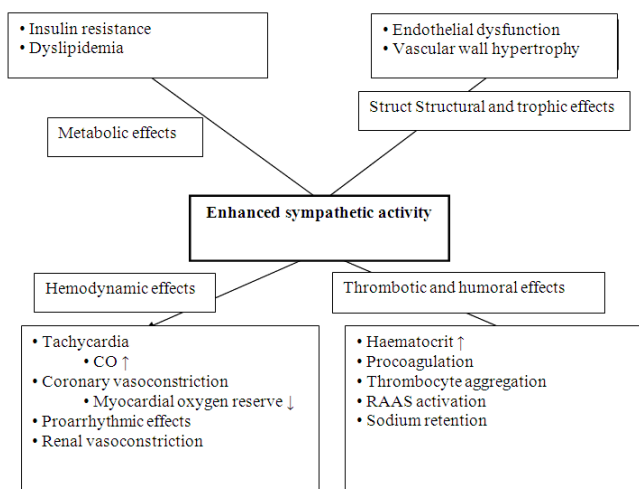 • Insulin resistance
• Dyslipidemia
• Endothelial dysfunction
• Vascular wall hypertrophy
Metabolic effects
Struct Structural and trophic effects
Enhanced sympathetic activity
Hemodynamic effects
Thrombotic and humoral effects
• Tachycardia
• CO ↑
• Coronary vasoconstriction
• Myocardial oxygen reserve ↓
• Proarrhythmic effects
• Renal vasoconstriction
• Haematocrit ↑
• Procoagulation
• Thrombocyte aggregation
• RAAS activation
• Sodium retention